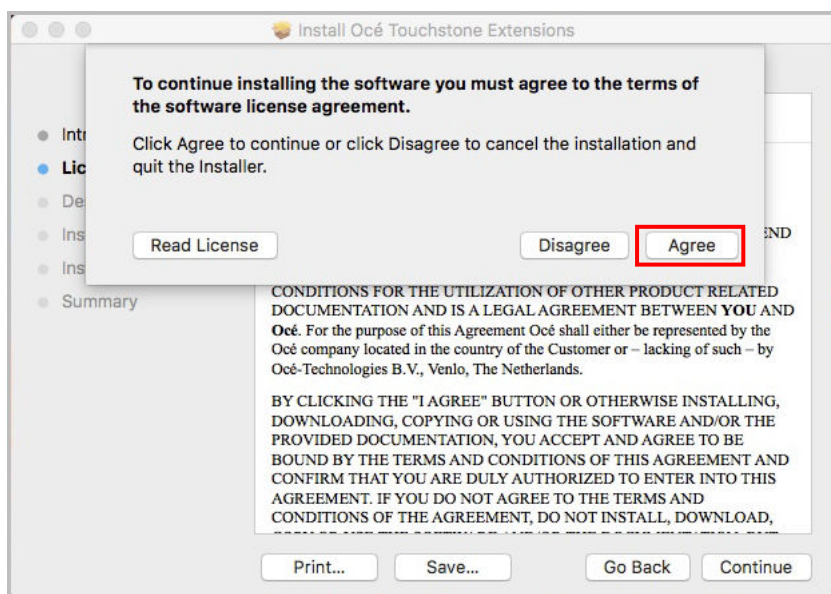 Install Océ Touchstone Extensions
To continue installing the software you must agree to the terms of
the software license agreement.
Click Agree to continue or click Disagree to cancel the installation and
quit the Installer.
Read License
Disagree
Agree
Summary
CONDITIONS FOR THE UTILIZATION OF OTHER PRODUCT RELATED
DOCUMENTATION AND IS A LEGAL AGREEMENT BETWEEN YOU AND
Océ. For the purpose of this Agreement Océ shall either be represented by the
Océ company located in the country of the Customer or – lacking of such – by
Océ-Technologies B.V., Venlo, The Netherlands.
BY CLICKING THE "I AGREE" BUTTON OR OTHERWISE INSTALLING,
DOWNLOADING, COPYING OR USING THE SOFTWARE AND/OR THE
PROVIDED DOCUMENTATION, YOU ACCEPT AND AGREE TO BE
BOUND BY THE TERMS AND CONDITIONS OF THIS AGREEMENT AND
CONFIRM THAT YOU ARE DULY AUTHORIZED TO ENTER INTO THIS
AGREEMENT. IF YOU DO NOT AGREE TO THE TERMS AND
CONDITIONS OF THE AGREEMENT, DO NOT INSTALL, DOWNLOAD,
Print...
Save...
Go Back
Continue